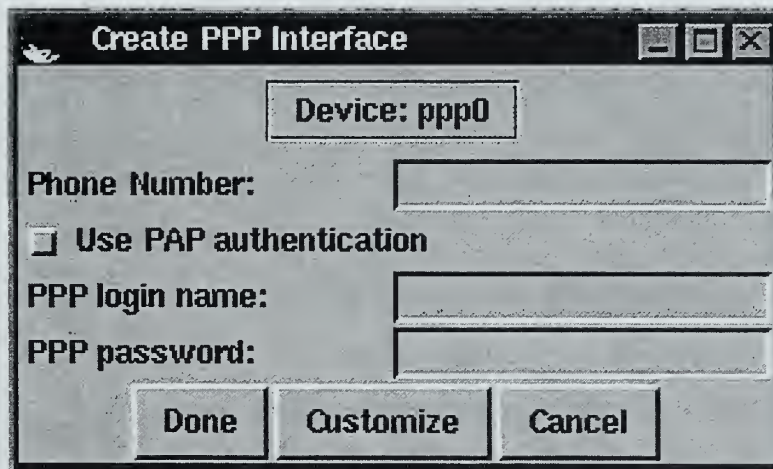 Create PPP Interface
Device: ppp0
Phone Number:
Use PAP authentication
PPP login name:
PPP password:
Done Customize Cancel